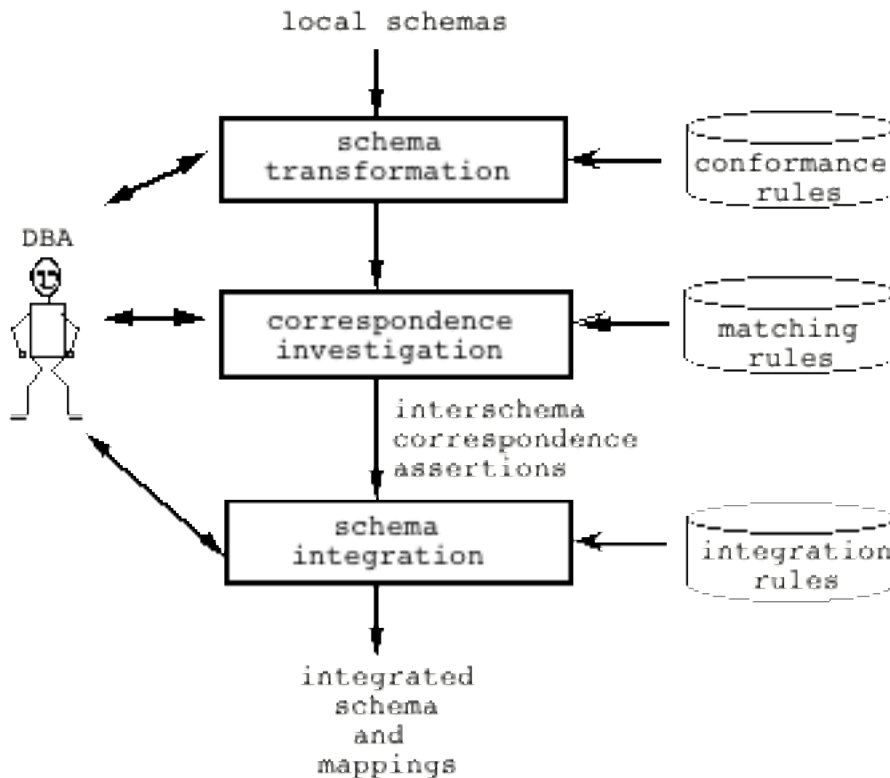 local schemas
schema
transformation
conformance
rules
DBA
correspondence
investigation
matching
rules
interschema
correspondence
assertions
schema
integration
integration
rules
integrated
schema
and
mappings